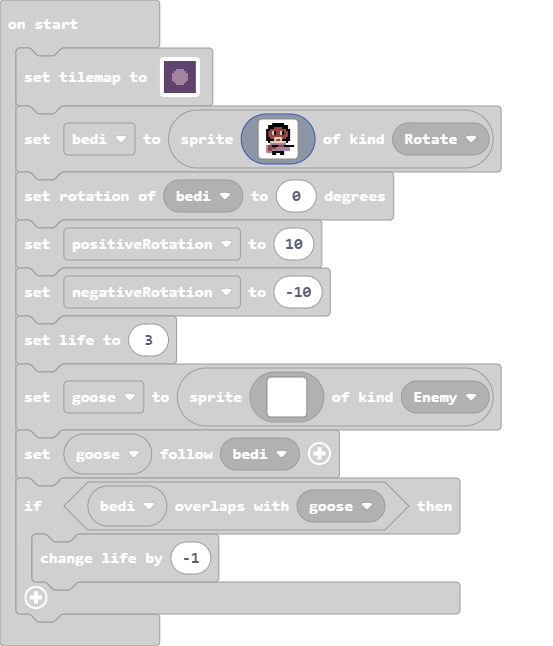 on start
set tilemap to
set bedi to sprite of kind Rotate
set rotation of bedi to 0 degrees
set positiveRotation to 10
set negativeRotation to -10
set life to 3
set goose to sprite of kind Enemy
set goose follow bedi
if bedi overlaps with goose then
change life by -1